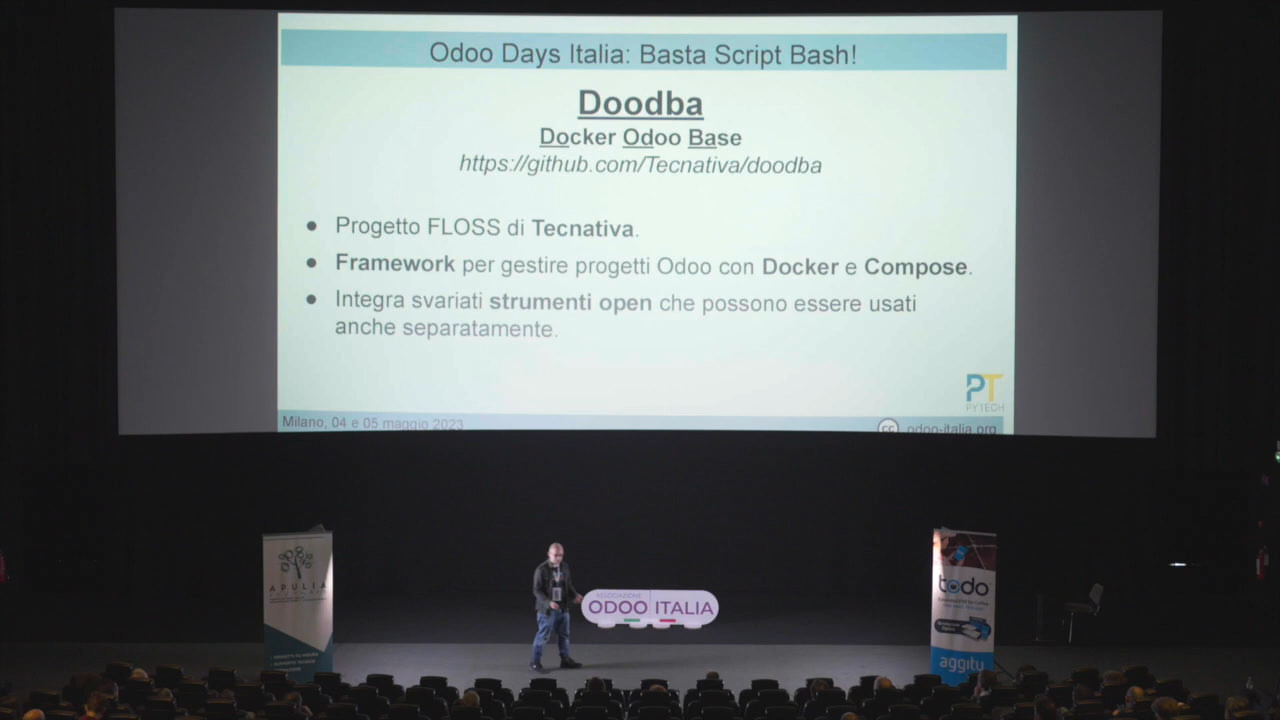 Odoo Days Italia: Basta Script Bash!
Doodba
Docker Odoo Base
https://github.com/Tecnativa/doodba
● Progetto FLOSS di Tecnativa.
● Framework per gestire progetti Odoo con Docker e Compose.
● Integra svariati strumenti open che possono essere usati
anche separatamente.
PT
PYTECH
Milano, 04 e 05 maggio 2023
cc odoo-italia.org
APULIA
ASSOCIAZIONE
ODOO ITALIA
todo
aggity